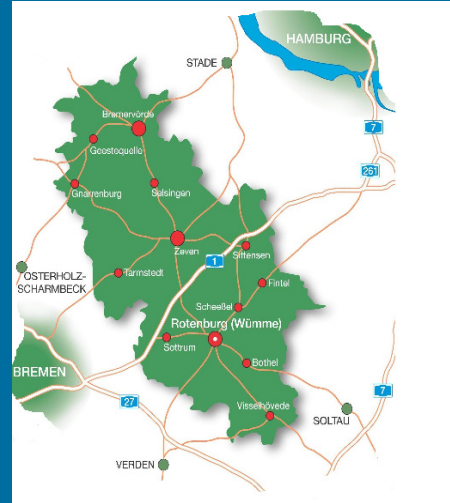 HAMBURG
STADE
Bremervörde
7
Geestequelle
261
Gnarrenburg
Selsingen
Zeven
Sittensen
1
OSTERHOLZ-
SCHARMBECK
Tarmstedt
Fintel
Scheeßel
Rotenburg (Wümme)
Sottrum
Bothel
BREMEN
7
27
Visselhövede
SOLTAU
VERDEN